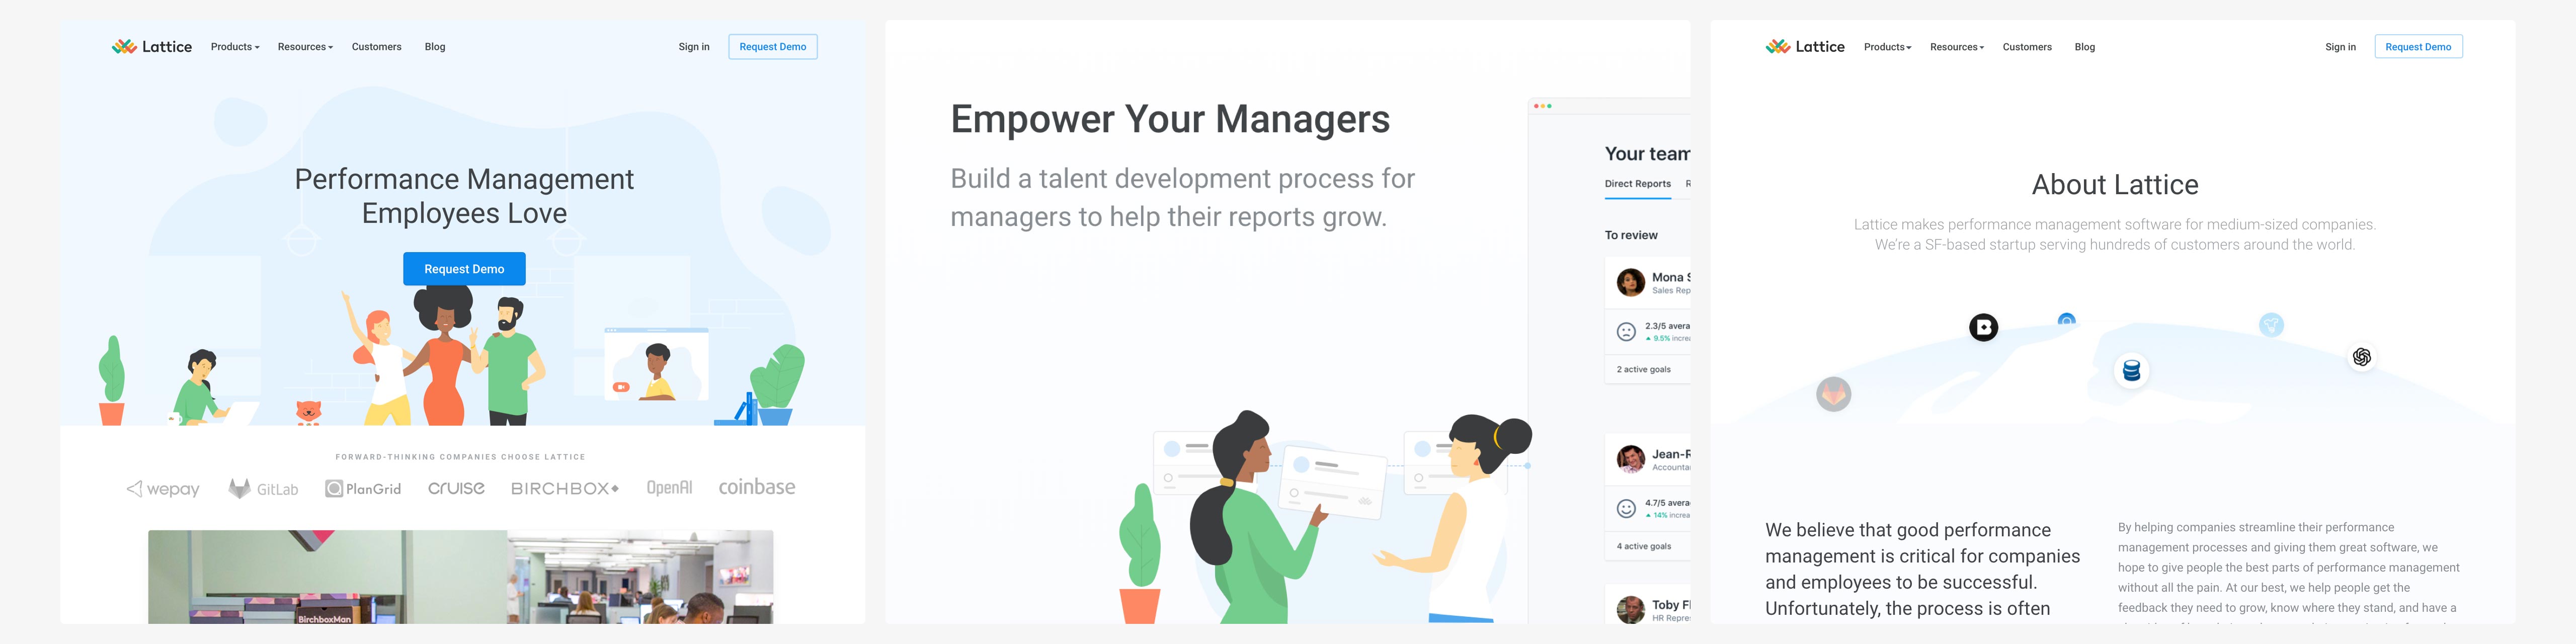 Lattice Products Resources Customers Blog Sign in Request Demo
Performance Management
Employees Love
Request Demo
FORWARD-THINKING COMPANIES CHOOSE LATTICE
wepay GitLab PlanGrid CRUISE BIRCHBOX OpenAI coinbase
BirchboxMan
Empower Your Managers
Build a talent development process for
managers to help their reports grow.
Your team
Direct Reports R
To review
Mona S
Sales Rep
2.3/5 avera
9.5% increa
2 active goals
Jean-R
Accounta
4.7/5 avera
14% increa
4 active goals
Toby Fl
HR Repres
Lattice Products Resources Customers Blog Sign in Request Demo
About Lattice
Lattice makes performance management software for medium-sized companies.
We’re a SF-based startup serving hundreds of customers around the world.
We believe that good performance
management is critical for companies
and employees to be successful.
Unfortunately, the process is often
By helping companies streamline their performance
management processes and giving them great software, we
hope to give people the best parts of performance management
without all the pain. At our best, we help people get the
feedback they need to grow, know where they stand, and have a